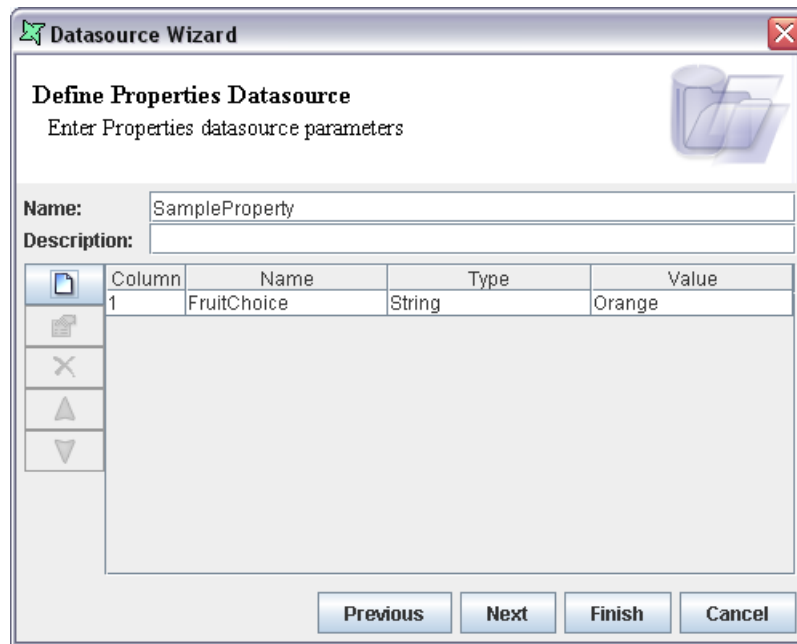 Datasource Wizard
Define Properties Datasource
Enter Properties datasource parameters
Name: SampleProperty
Description:
Column Name Type Value
1 FruitChoice String Orange
Previous Next Finish Cancel